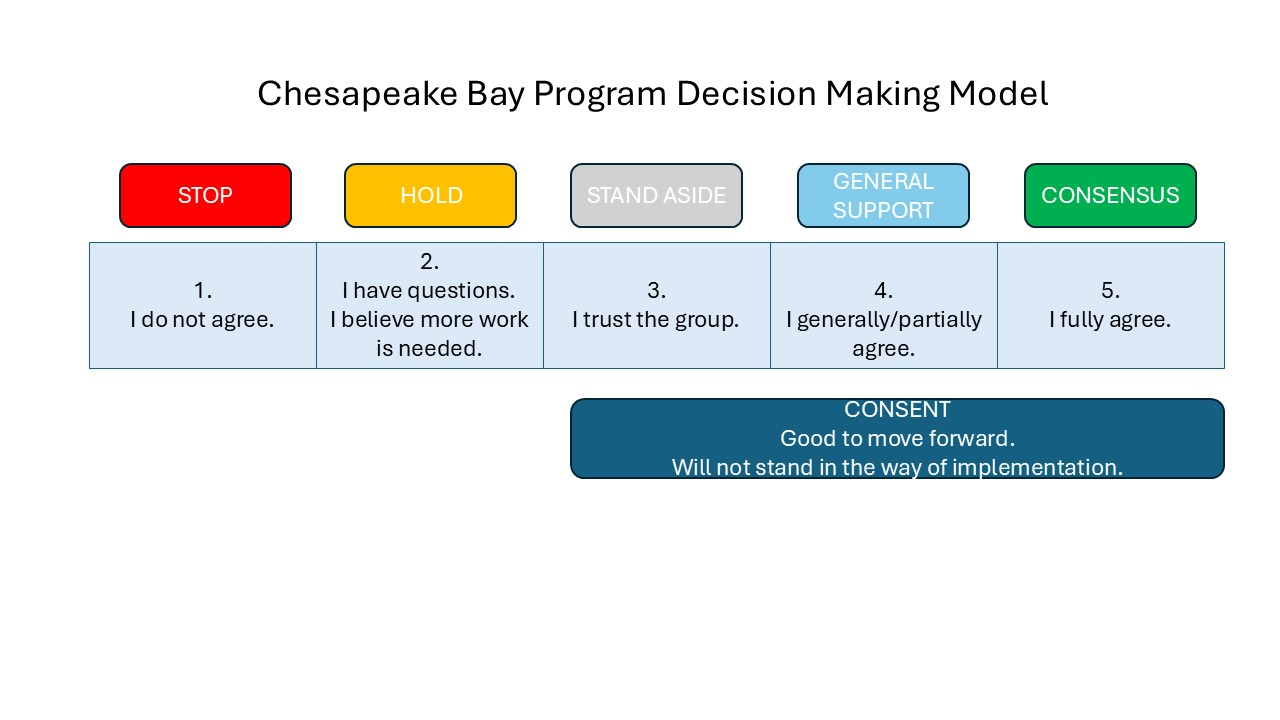 Chesapeake Bay Program Decision Making Model
STOP
HOLD
STAND ASIDE
GENERAL
SUPPORT
CONSENSUS
1.
I do not agree.
2.
I have questions.
I believe more work
is needed.
3.
I trust the group.
4.
I generally/partially
agree.
5.
I fully agree.
CONSENT
Good to move forward.
Will not stand in the way of implementation.